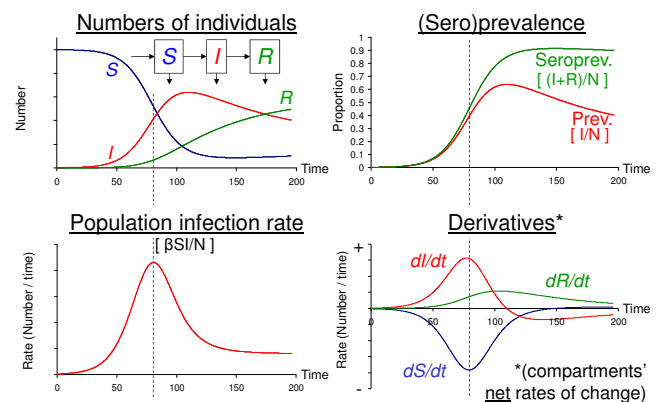 Numbers of individuals
S
S
I
R
R
I
Number
0
50
100
150
200
Time
(Sero)prevalence
1
0.9
0.8
0.7
0.6
0.5
0.4
0.3
0.2
0.1
0
Proportion
Seroprev.
[ (I+R)/N ]
Prev.
[ I/N ]
0
50
100
150
200
Time
Population infection rate
[ βSI/N ]
Rate (Number / time)
0
50
100
150
200
Time
Derivatives*
+
-
Rate (Number / time)
dI/dt
dR/dt
dS/dt
0
50
100
150
200
Time
*(compartments'
net rates of change)